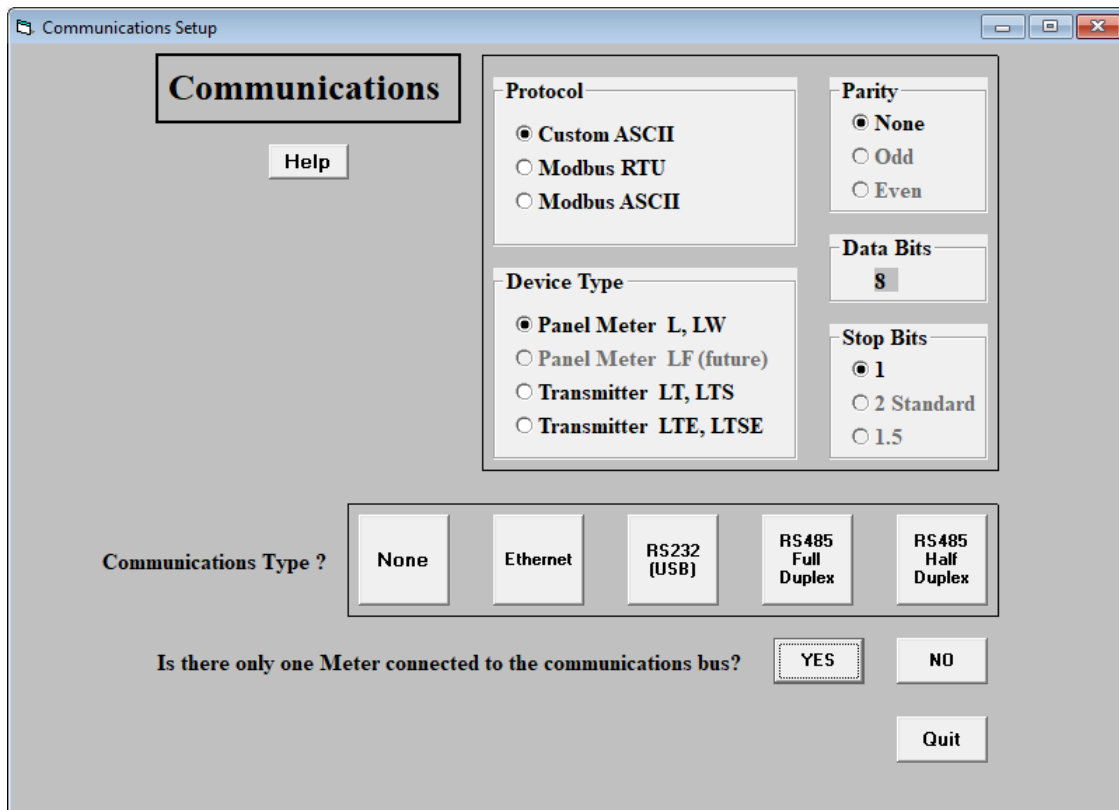 Communications Setup
Communications
Help
Protocol
Custom ASCII
Modbus RTU
Modbus ASCII
Device Type
Panel Meter L, LW
Panel Meter LF (future)
Transmitter LT, LTS
Transmitter LTE, LTSE
Parity
None
Odd
Even
Data Bits
8
Stop Bits
1
2 Standard
1.5
Communications Type ?
None
Ethernet
RS232
(USB)
RS485
Full
Duplex
RS485
Half
Duplex
Is there only one Meter connected to the communications bus?
YES
NO
Quit